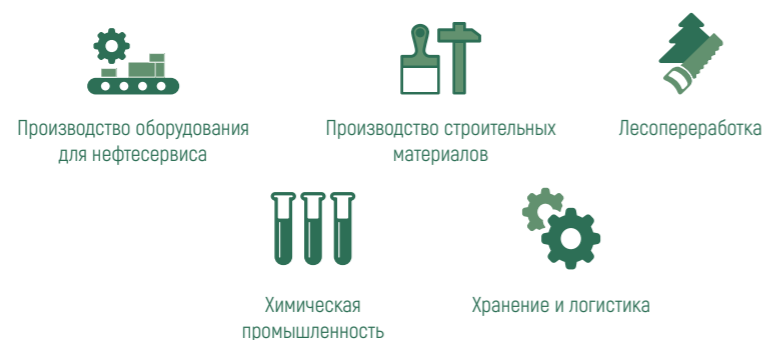 Производство оборудования
для нефтесервиса
Производство строительных
материалов
Лесопереработка
Химическая
промышленность
Хранение и логистика